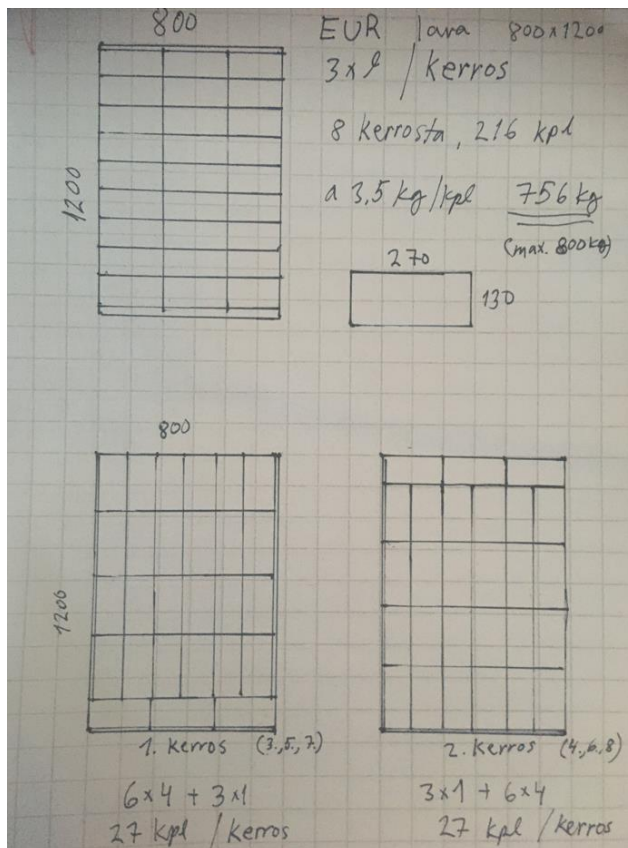 800
EUR lava 800x1200
3x9 / kerros
8 kerrosta, 216 kpl
a 3,5 kg/kpl 756 kg
(max. 800kg)
1200
270
130
800
1200
1. kerros (3.,5., 7.)
6x4 + 3x1
27 kpl / kerros
2. kerros (4.,6.,8)
3x1 + 6x4
27 kpl / kerros